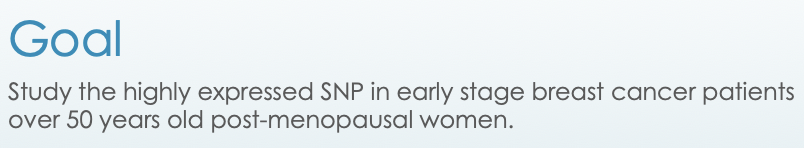 Goal
Study the highly expressed SNP in early stage breast cancer patients
over 50 years old post-menopausal women.